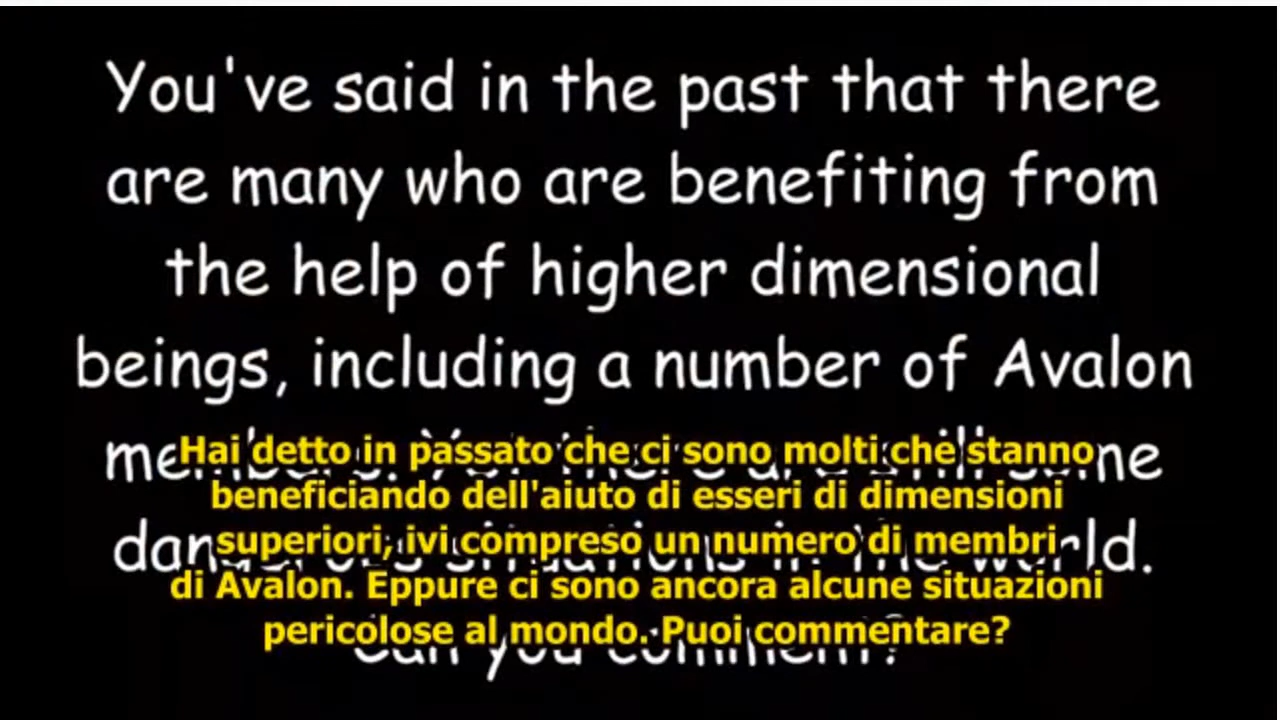 You've said in the past that there
are many who are benefiting from
the help of higher dimensional
beings, including a number of Avalon
Hai detto in passato che ci sono molti che stanno
beneficiando dell'aiuto di esseri di dimensioni
superiori, ivi compreso un numero di membri
di Avalon. Eppure ci sono ancora alcune situazioni
pericolose al mondo. Puoi commentare?